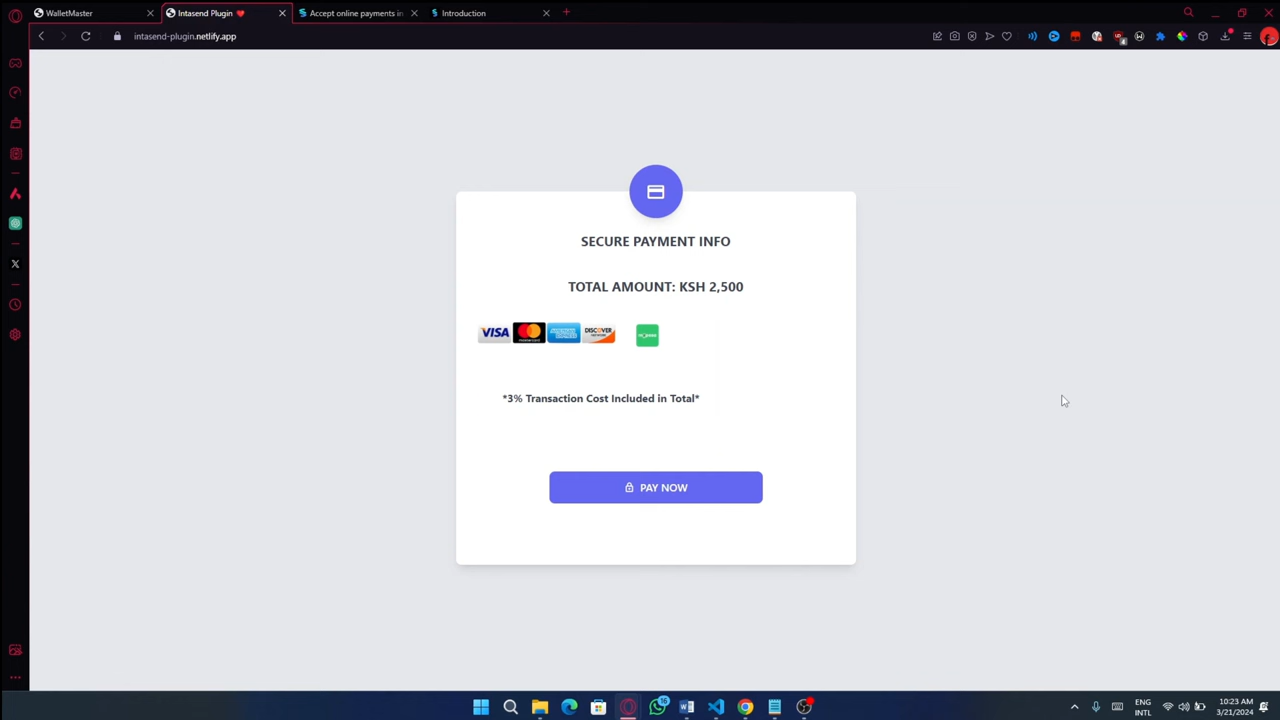 WalletMaster
Intasend Plugin
Accept online payments in
Introduction
intasend-plugin.netlify.app
SECURE PAYMENT INFO
TOTAL AMOUNT: KSH 2,500
VISA
DISCOVER
*3% Transaction Cost Included in Total*
PAY NOW
16
ENG
INTL
10:23 AM
3/21/2024